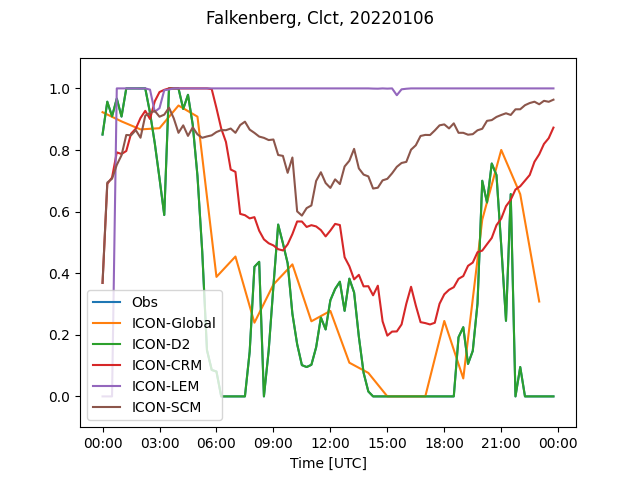 Falkenberg, Clct, 20220106
1.0
0.8
0.6
0.4
0.2
0.0
Obs
ICON-Global
ICON-D2
ICON-CRM
ICON-LEM
ICON-SCM
00:00 03:00 06:00 09:00 12:00 15:00 18:00 21:00 00:00
Time [UTC]